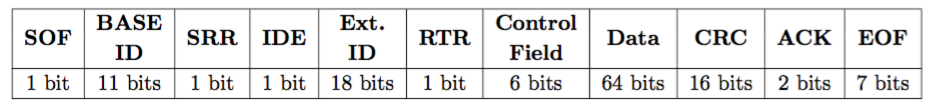 SOF BASE ID SRR IDE Ext. ID RTR Control Field Data CRC ACK EOF
1 bit 11 bits 1 bit 1 bit 18 bits 1 bit 6 bits 64 bits 16 bits 2 bits 7 bits